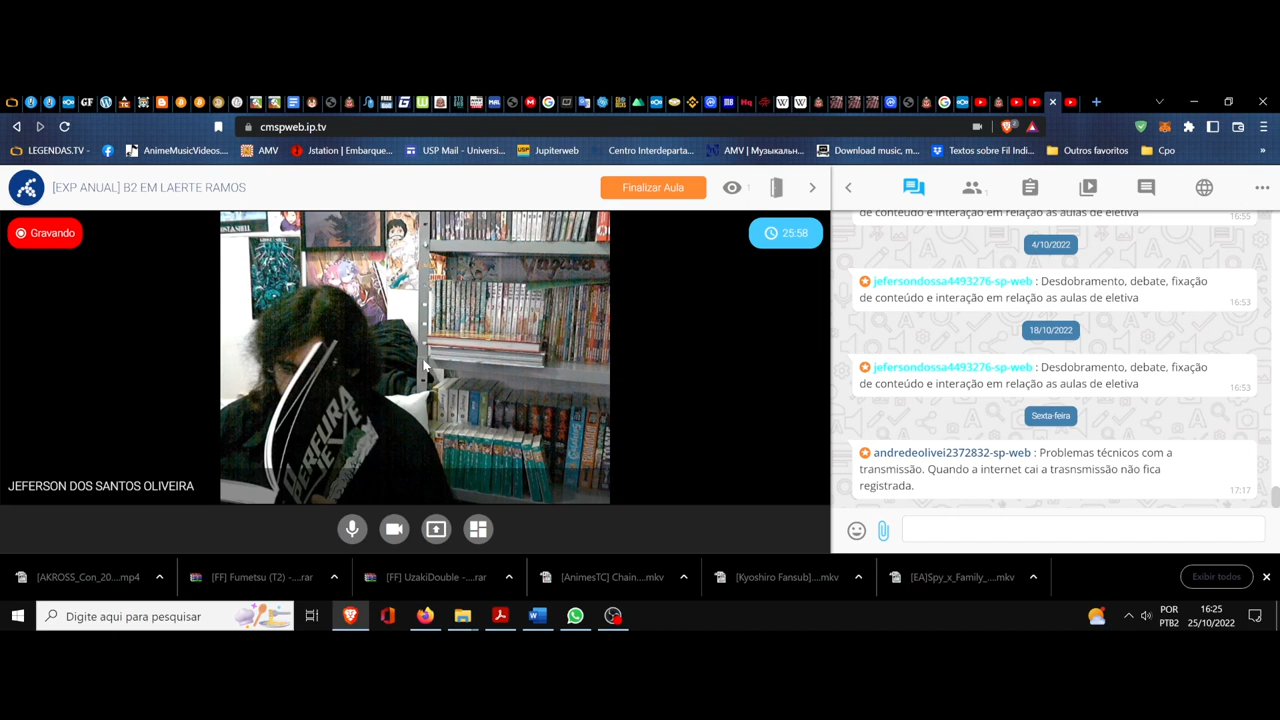 cmspweb.ip.tv
2
LEGENDAS.TV -
AnimeMusicVideos...
AMV
Jstation | Embarque...
USP Mail - Universi...
Jupiterweb
Centro Interdeparta...
AMV | Музыкальн...
Download music, m...
Textos sobre Fil Indi...
Outros favoritos
Cpo
»
[EXP ANUAL] B2 EM LAERTE RAMOS
Finalizar Aula
1
1
Gravando
25:58
de conteúdo e interação em relação as aulas de eletiva
16:55
4/10/2022
jefersondossa4493276-sp-web : Desdobramento, debate, fixação
de conteúdo e interação em relação as aulas de eletiva
16:53
18/10/2022
jefersondossa4493276-sp-web : Desdobramento, debate, fixação
de conteúdo e interação em relação as aulas de eletiva
16:53
Sexta-feira
andredeolivei2372832-sp-web : Problemas técnicos com a
transmissão. Quando a internet cai a trasnsmissão não fica
registrada.
17:17
JEFERSON DOS SANTOS OLIVEIRA
[AKROSS_Con_20....mp4
[FF] Fumetsu (T2) -....rar
[FF] UzakiDouble -....rar
[AnimesTC] Chain....mkv
[Kyoshiro Fansub]....mkv
[EA]Spy_x_Family_....mkv
Exibir todos
Digite aqui para pesquisar
POR
PTB2
16:25
25/10/2022